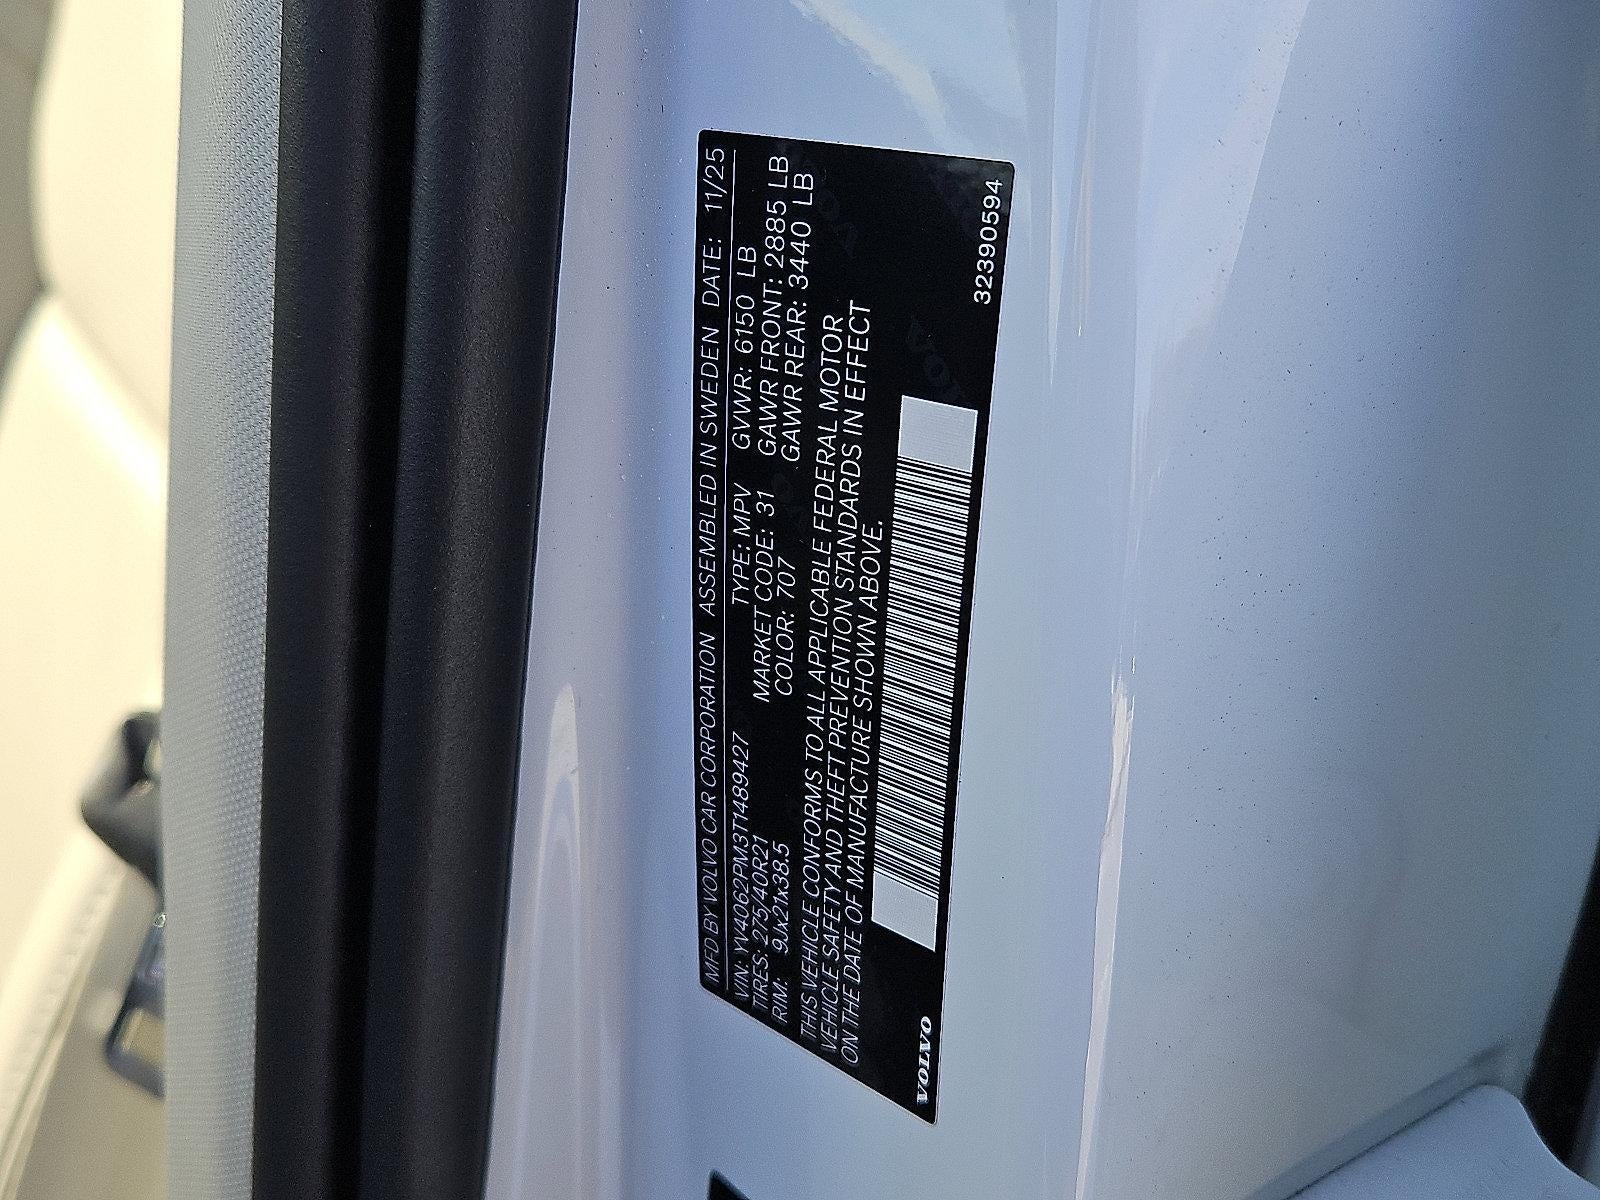 MFD BY VOLVO CAR CORPORATION ASSEMBLED IN SWEDEN DATE: 11/25
VIN: YV4062PM3T1489427 TYPE: MPV GVWR: 6150 LB
TIRES: 275/40R21 MARKET CODE: 31 GAWR FRONT: 2885 LB
RIM: 9Jx21x38.5 COLOR: 707 GAWR REAR: 3440 LB
THIS VEHICLE CONFORMS TO ALL APPLICABLE FEDERAL MOTOR
VEHICLE SAFETY AND THEFT PREVENTION STANDARDS IN EFFECT
ON THE DATE OF MANUFACTURE SHOWN ABOVE.
VOLVO 32390594